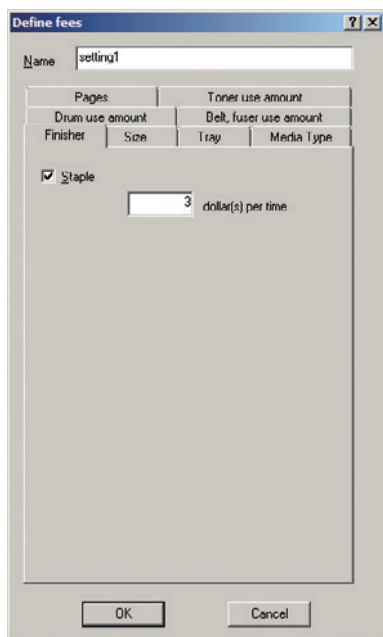 Define fees
Name setting1
Pages Toner use amount
Drum use amount Belt, fuser use amount
Finisher Size Tray Media Type
Staple
3 dollar(s) per time
OK Cancel